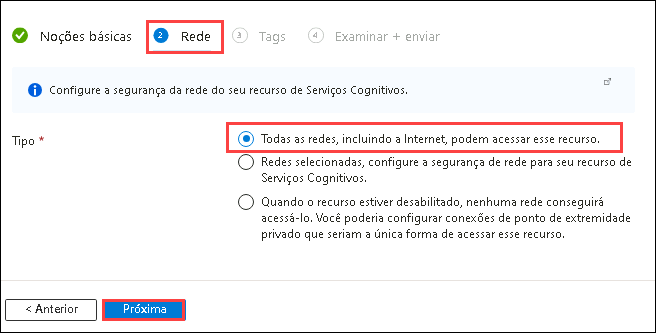 Noções básicas 2 Rede 3 Tags 4 Examinar + enviar
Configure a segurança da rede do seu recurso de Serviços Cognitivos.
Tipo *
Todas as redes, incluindo a Internet, podem acessar esse recurso.
Redes selecionadas, configure a segurança de rede para seu recurso de
Serviços Cognitivos.
Quando o recurso estiver desabilitado, nenhuma rede conseguirá
acessá-lo. Você poderia configurar conexões de ponto de extremidade
privado que seriam a única forma de acessar esse recurso.
< Anterior Próxima